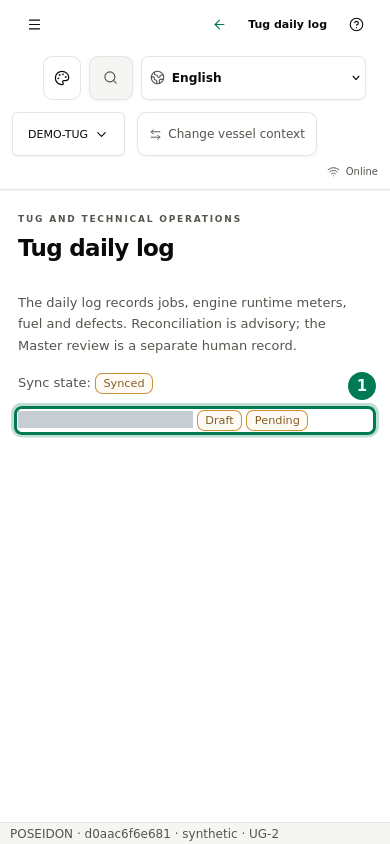 Tug daily log
English
DEMO-TUG
Change vessel context
Online
TUG AND TECHNICAL OPERATIONS
Tug daily log
The daily log records jobs, engine runtime meters,
fuel and defects. Reconciliation is advisory; the
Master review is a separate human record.
Sync state: Synced
1
Draft Pending
POSEIDON · d0aac6f6e681 · synthetic · UG-2